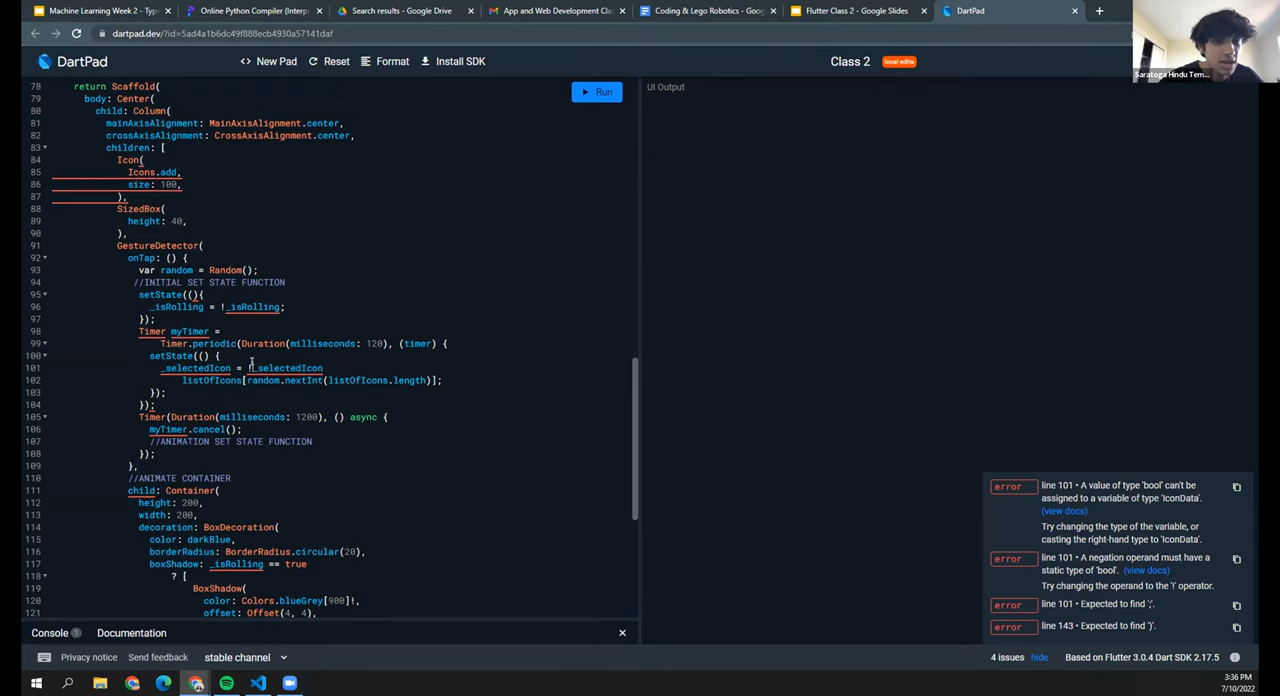 Machine Learning Week 2 - Typ
Online Python Compiler (Interp
Search results - Google Drive
App and Web Development Cla
Coding & Lego Robotics - Goog
Flutter Class 2 - Google Slides
DartPad
dartpad.dev/?id=5ad4a1b6dc49f888ecb4930a57141daf
Saratoga Hindu Tem...
DartPad
<> New Pad
Reset
Format
Install SDK
Class 2
local edits
Run
UI Output
78 return Scaffold(
79 body: Center(
80 child: Column(
81 mainAxisAlignment: MainAxisAlignment.center,
82 crossAxisAlignment: CrossAxisAlignment.center,
83 children: [
84 Icon(
85 Icons.add,
86 size: 100,
87 ),
88 SizedBox(
89 height: 40,
90 ),
91 GestureDetector(
92 onTap: () {
93 var random = Random();
94 //INITIAL SET STATE FUNCTION
95 setState((){
96 _isRolling = !_isRolling;
97 });
98 Timer myTimer =
99 Timer.periodic(Duration(milliseconds: 120), (timer) {
100 setState(() {
101 _selectedIcon = !_selectedIcon
102 listOfIcons[random.nextInt(listOfIcons.length)];
103 });
104 });
105 Timer(Duration(milliseconds: 1200), () async {
106 myTimer.cancel();
107 //ANIMATION SET STATE FUNCTION
108 });
109 },
110 //ANIMATE CONTAINER
111 child: Container(
112 height: 200,
113 width: 200,
114 decoration: BoxDecoration(
115 color: darkBlue,
116 borderRadius: BorderRadius.circular(20),
117 boxShadow: _isRolling == true
118 ? [
119 BoxShadow(
120 color: Colors.blueGrey[900]!,
121 offset: Offset(4, 4),
error line 101 • A value of type 'bool' can't be
assigned to a variable of type 'IconData'.
(view docs)
Try changing the type of the variable, or
casting the right-hand type to 'IconData'.
error line 101 • A negation operand must have a
static type of 'bool'. (view docs)
Try changing the operand to the '!' operator.
error line 101 • Expected to find ';'.
error line 143 • Expected to find ')'.
Console 1
Documentation
Privacy notice
Send feedback
stable channel
4 issues hide
Based on Flutter 3.0.4 Dart SDK 2.17.5
3:36 PM
7/10/2022